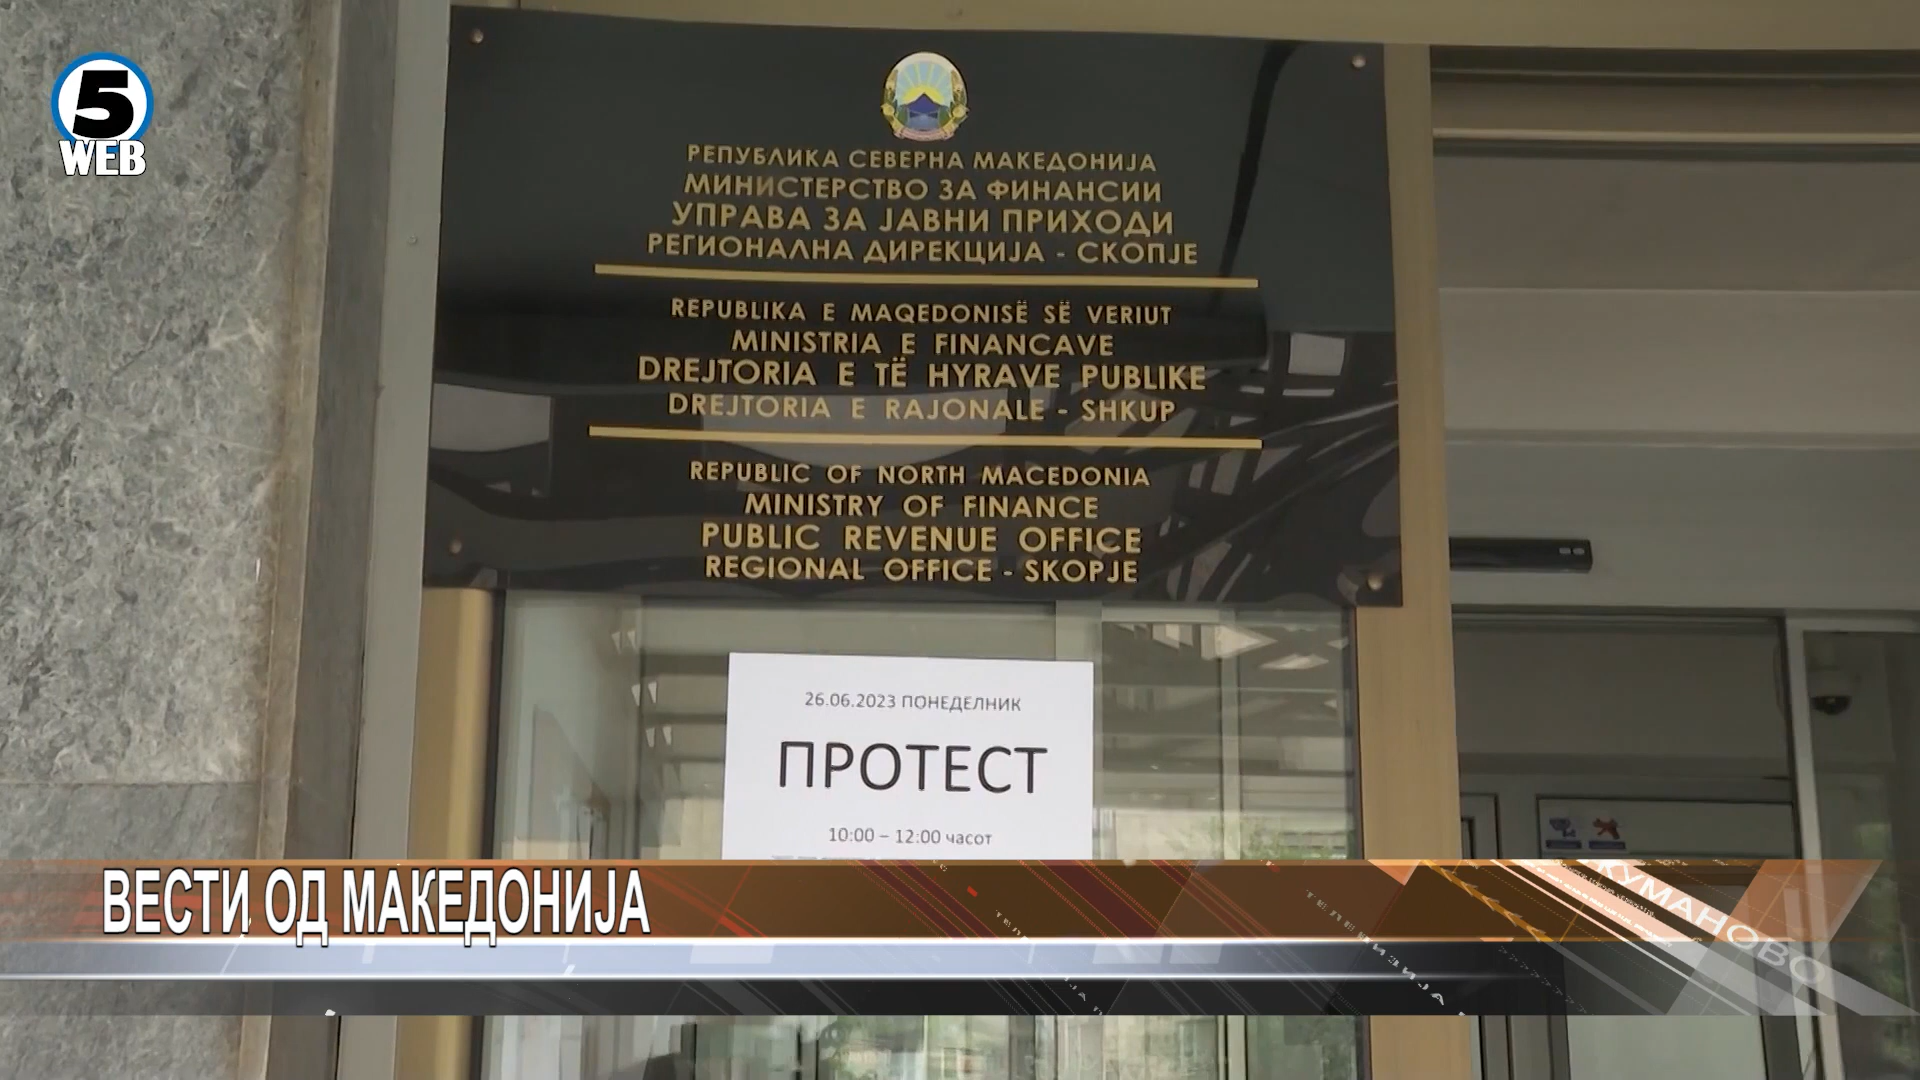 5
WEB
РЕПУБЛИКА СЕВЕРНА МАКЕДОНИЈА
МИНИСТЕРСТВО ЗА ФИНАНСИИ
УПРАВА ЗА ЈАВНИ ПРИХОДИ
РЕГИОНАЛНА ДИРЕКЦИЈА - СКОПЈЕ
REPUBLIKA E MAQEDONISË SË VERIUT
MINISTRIA E FINANCAVE
DREJTORIA E TË HYRAVE PUBLIKE
DREJTORIA E RAJONALE - SHKUP
REPUBLIC OF NORTH MACEDONIA
MINISTRY OF FINANCE
PUBLIC REVENUE OFFICE
REGIONAL OFFICE - SKOPJE
26.06.2023 ПОНЕДЕЛНИК
ПРОТЕСТ
10:00 – 12:00 часот
ВЕСТИ ОД МАКЕДОНИЈА
КУМАНОВО
ТЕЛЕВИЗИЈА